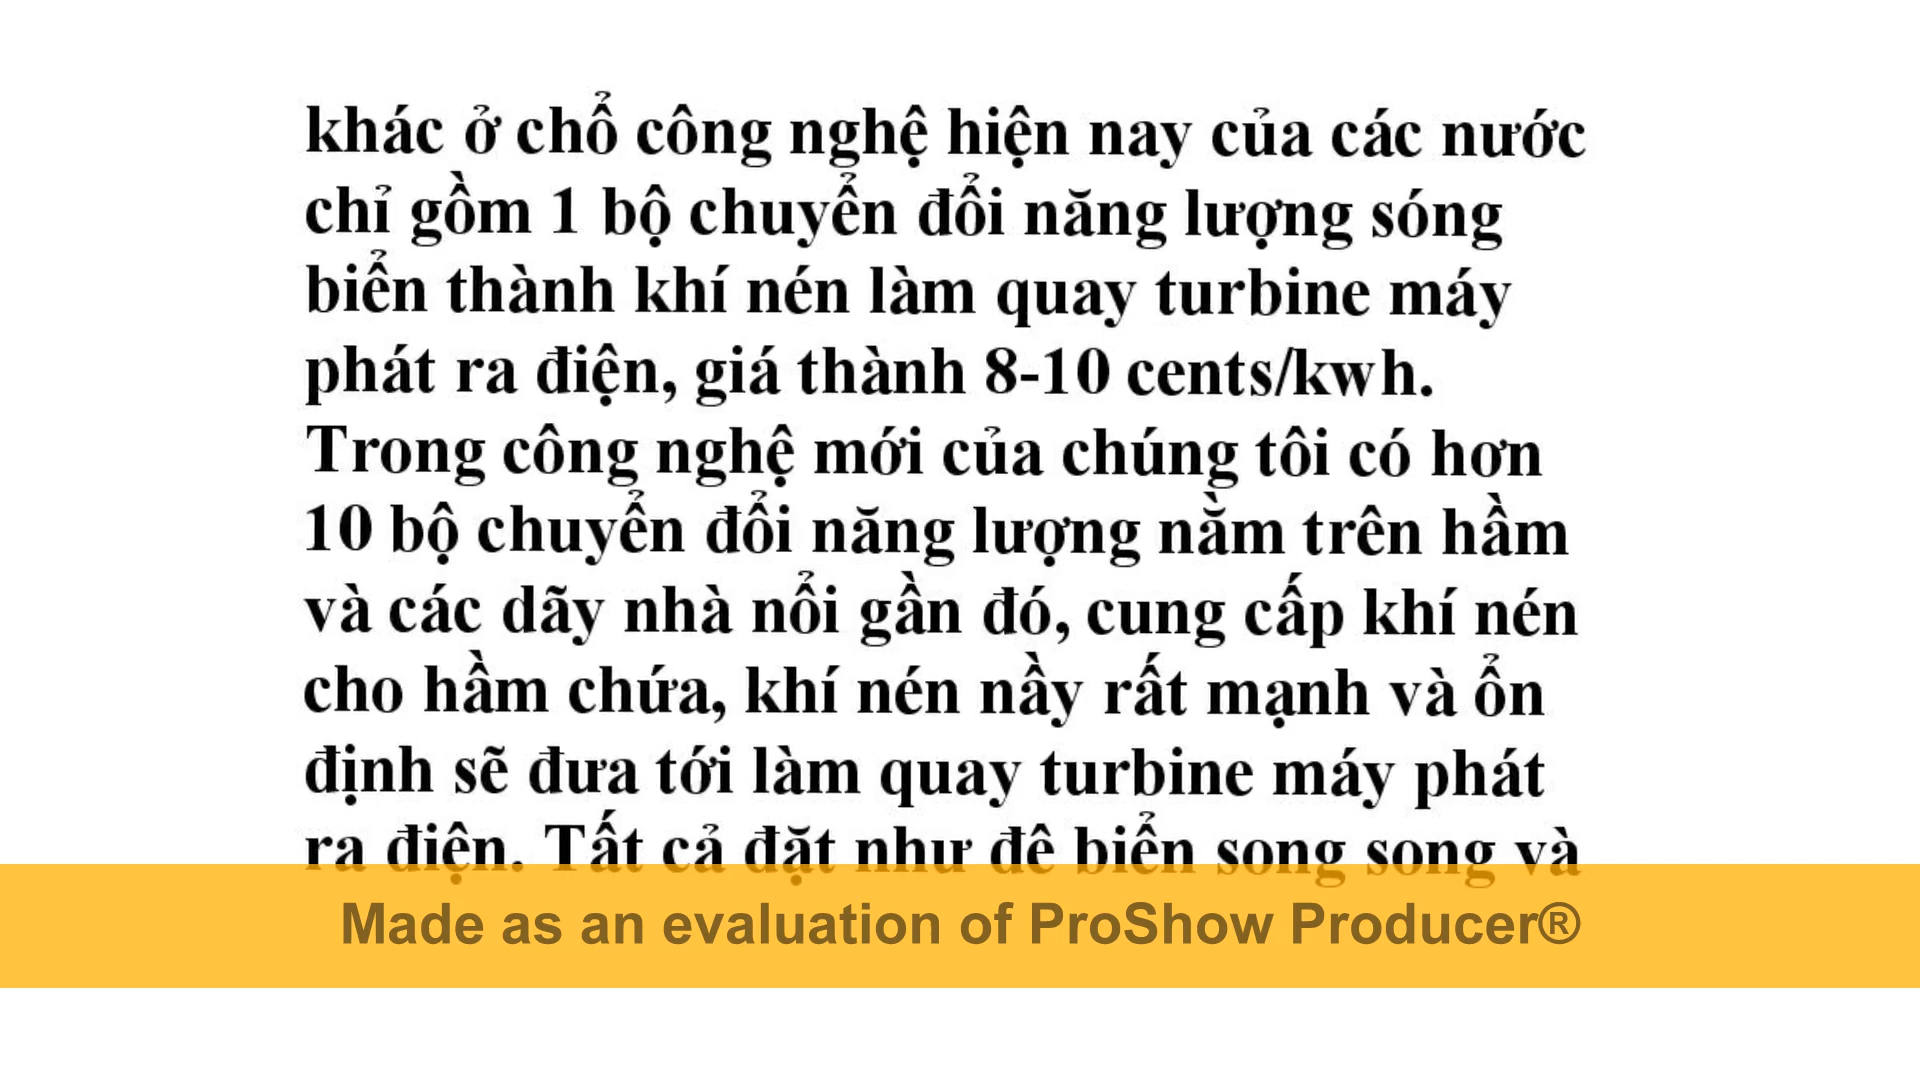 khác ở chổ công nghệ hiện nay của các nước
chỉ gồm 1 bộ chuyển đổi năng lượng sóng
biển thành khí nén làm quay turbine máy
phát ra điện, giá thành 8-10 cents/kwh.
Trong công nghệ mới của chúng tôi có hơn
10 bộ chuyển đổi năng lượng nằm trên hầm
và các dãy nhà nổi gần đó, cung cấp khí nén
cho hầm chứa, khí nén nầy rất mạnh và ổn
định sẽ đưa tới làm quay turbine máy phát
ra điện. Tất cả đặt như đê biển song song và
Made as an evaluation of ProShow Producer®